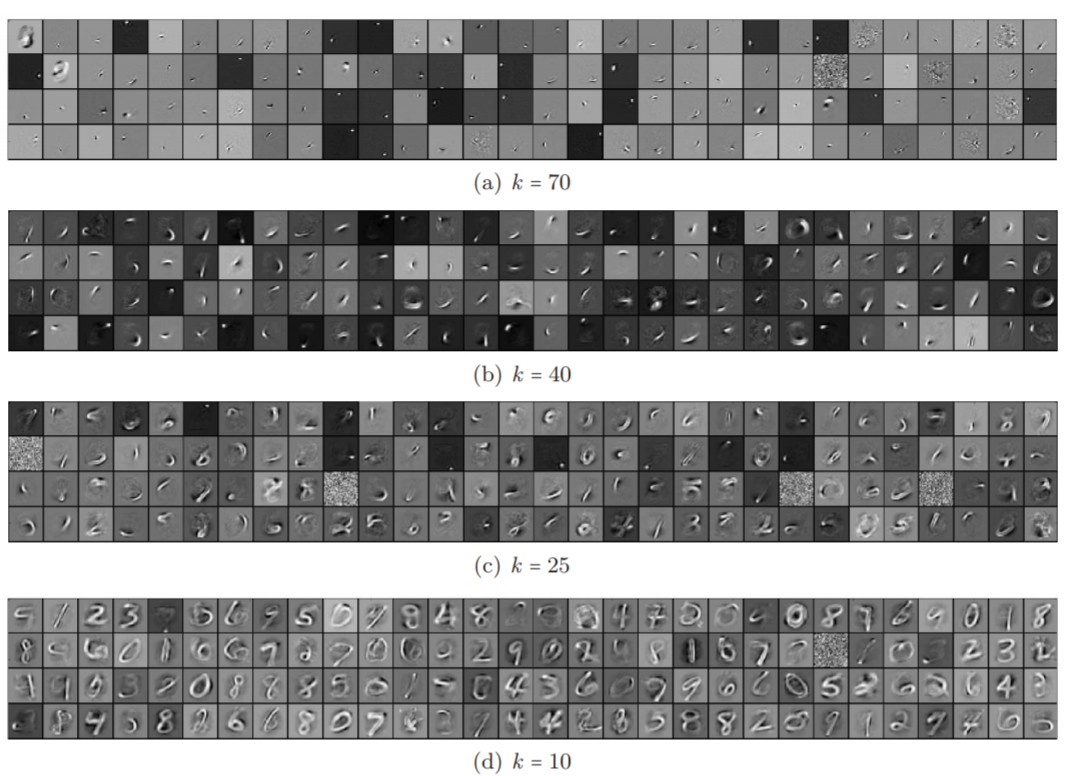 (a) k = 70
(b) k = 40
(c) k = 25
(d) k = 10